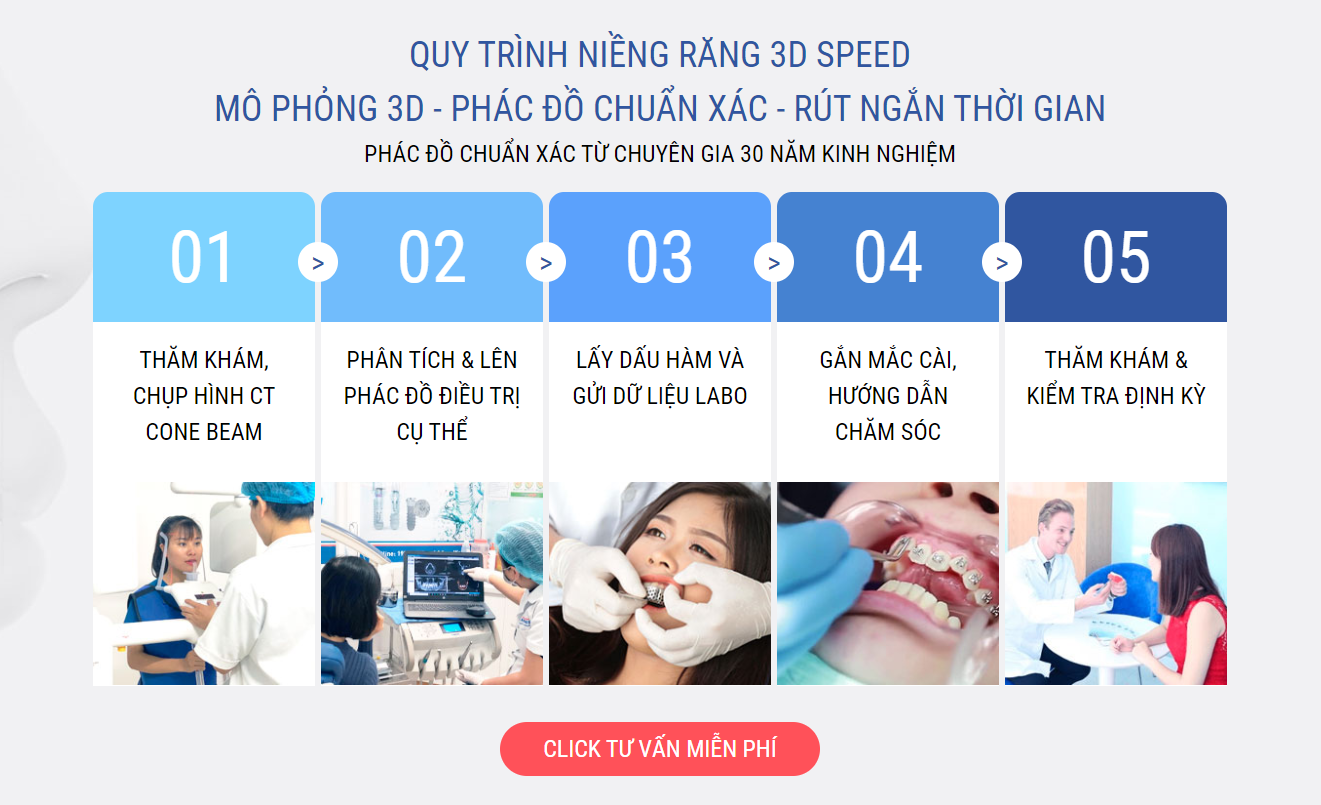 QUY TRÌNH NIỀNG RĂNG 3D SPEED
MÔ PHỎNG 3D - PHÁC ĐỒ CHUẨN XÁC - RÚT NGẮN THỜI GIAN
PHÁC ĐỒ CHUẨN XÁC TỪ CHUYÊN GIA 30 NĂM KINH NGHIỆM
01
>
02
>
03
>
04
>
05
THĂM KHÁM,
CHỤP HÌNH CT
CONE BEAM
PHÂN TÍCH & LÊN
PHÁC ĐỒ ĐIỀU TRỊ
CỤ THỂ
LẤY DẤU HÀM VÀ
GỬI DỮ LIỆU LABO
GẮN MẮC CÀI,
HƯỚNG DẪN
CHĂM SÓC
THĂM KHÁM &
KIỂM TRA ĐỊNH KỲ
CLICK TƯ VẤN MIỄN PHÍ